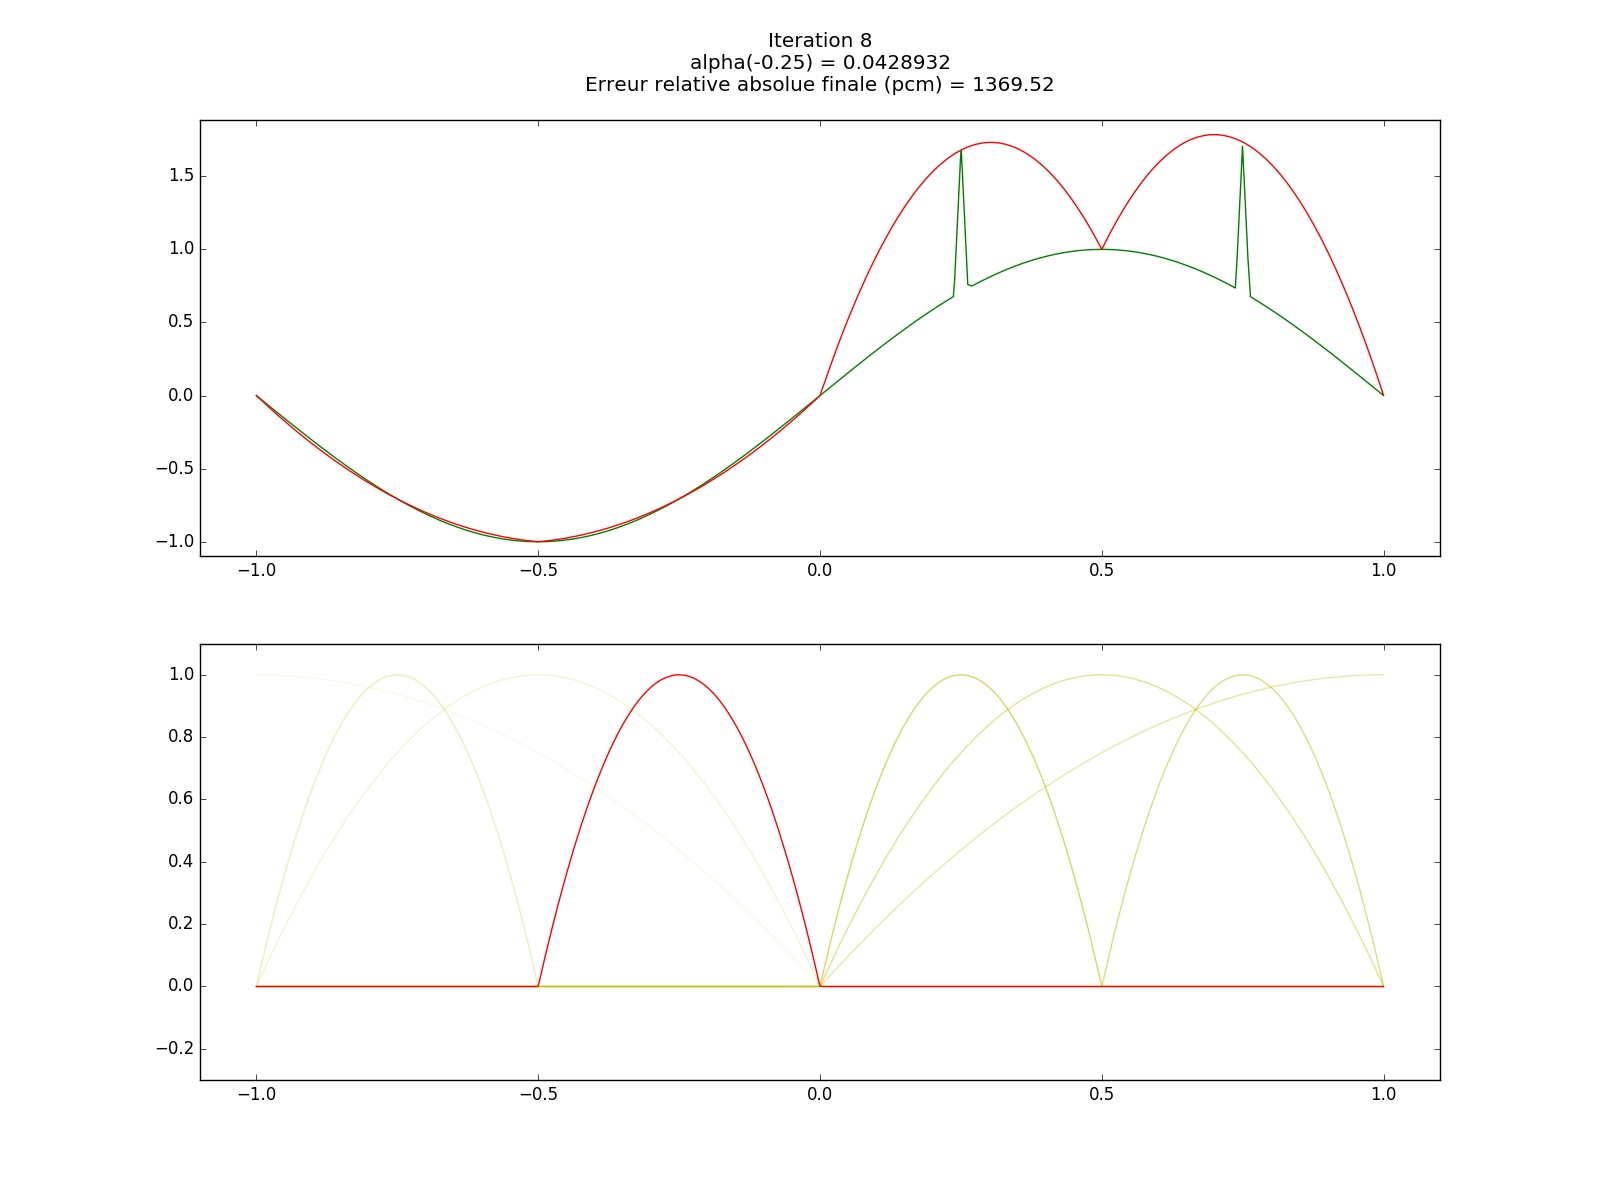 Iteration 8
alpha(-0.25) = 0.0428932
Erreur relative absolue finale (pcm) = 1369.52
1.5
1.0
0.5
0.0
−0.5
−1.0
−1.0 −0.5 0.0 0.5 1.0
1.0
0.8
0.6
0.4
0.2
0.0
−0.2
−1.0 −0.5 0.0 0.5 1.0